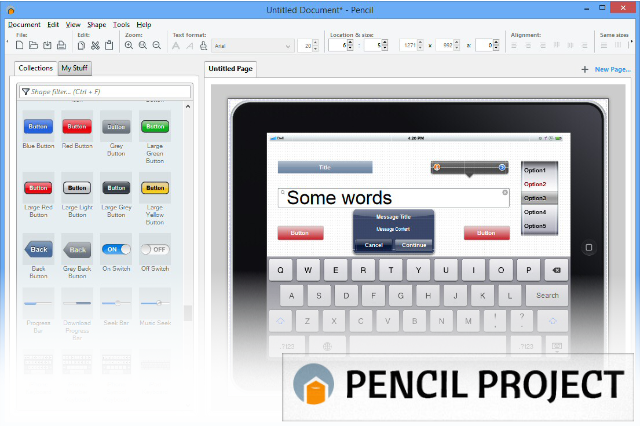 Untitled Document* - Pencil
Document Edit View Shape Tools Help
File: Edit: Zoom: Text format: Location & size: Alignment: Same sizes
Arial 20 6 : 5 1271 x 992 0
Collections My Stuff Untitled Page New Page...
Shape filter... (Ctrl + F)
Button Button Button Button
Blue Button Red Button Grey Button Large Green Button
Button Button Button Button
Large Red Button Large Light Button Large Grey Button Large Yellow Button
Back Back ON OFF
Back Button Grey Back Button On Switch Off Switch
Progress Bar Download Progress Bar Seek Bar Music Seek
4:26 PM
Title
Option1
Option2
Option3
Option4
Option5
Some words
Message Title
Message Content
Cancel Continue
Button Button
Q W E R T Y U I O P
A S D F G H J K L Search
Z X C V B N M ! , ? .
.?123 .?123
PENCIL PROJECT